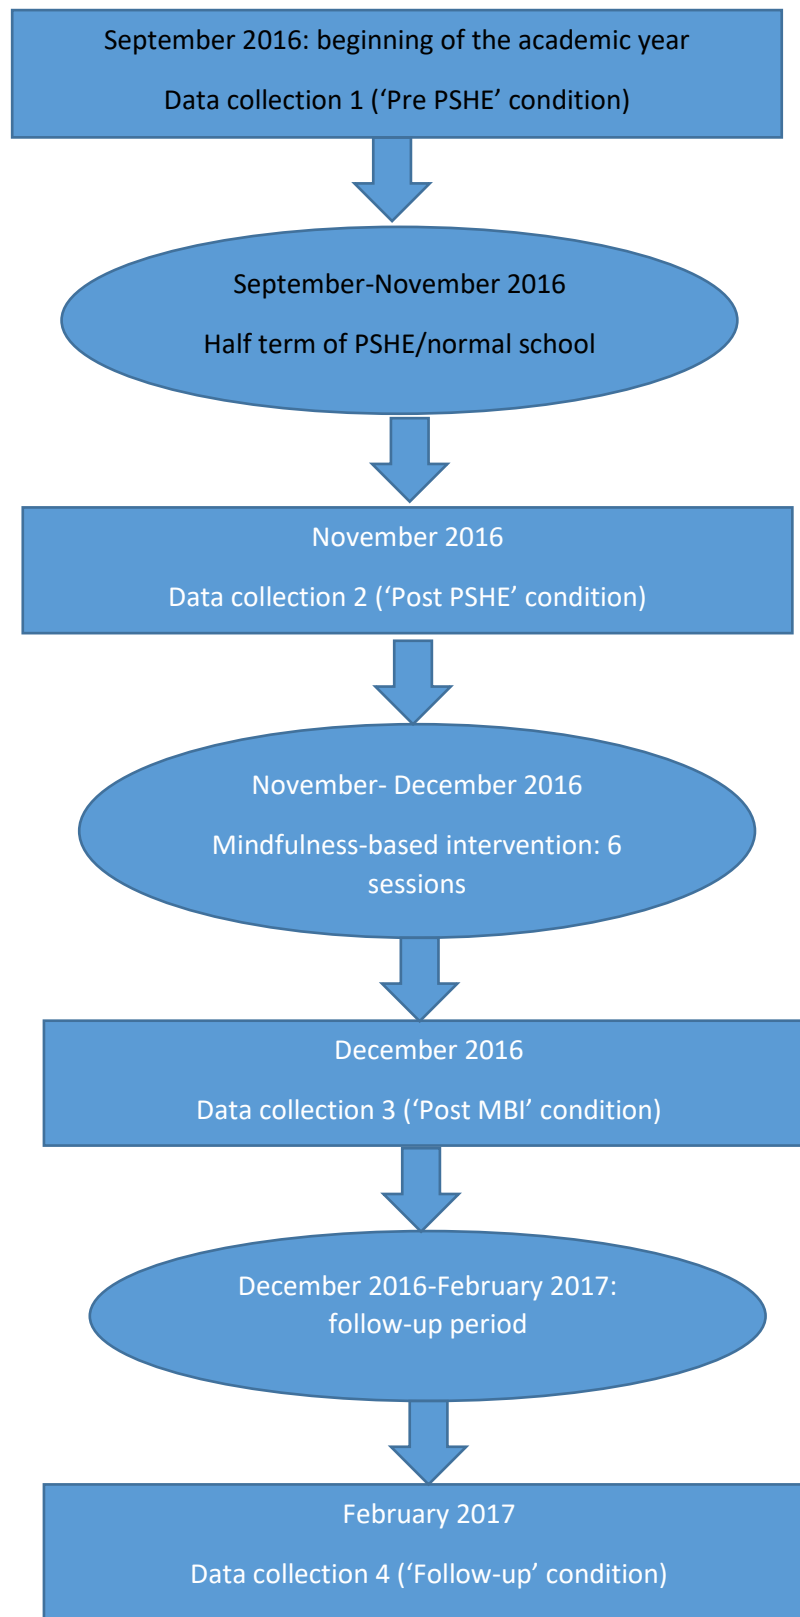 September 2016: beginning of the academic year
Data collection 1 (‘Pre PSHE’ condition)
September-November 2016
Half term of PSHE/normal school
November 2016
Data collection 2 (‘Post PSHE’ condition)
November- December 2016
Mindfulness-based intervention: 6
sessions
December 2016
Data collection 3 (‘Post MBI’ condition)
December 2016-February 2017:
follow-up period
February 2017
Data collection 4 (‘Follow-up’ condition)